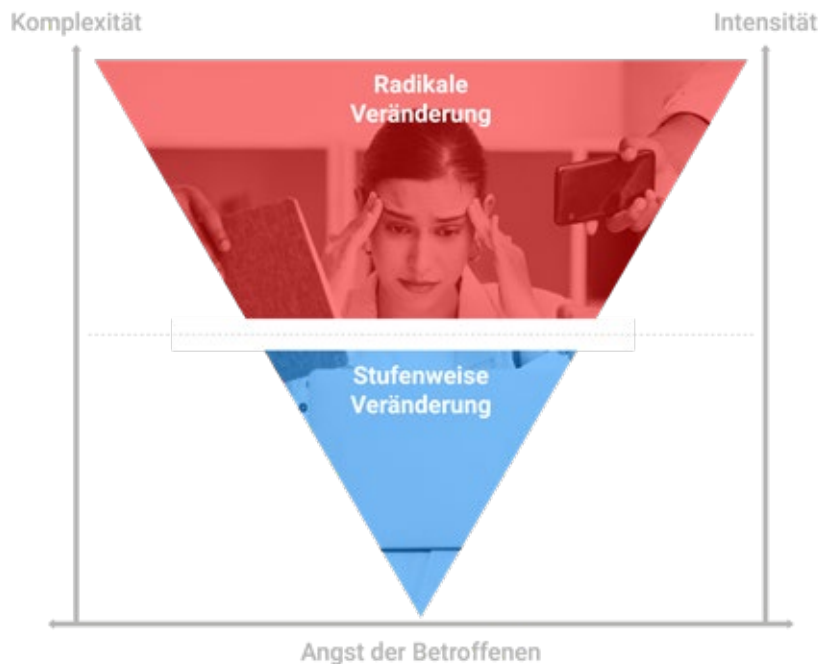 Komplexität
Intensität
Radikale
Veränderung
Stufenweise
Veränderung
Angst der Betroffenen